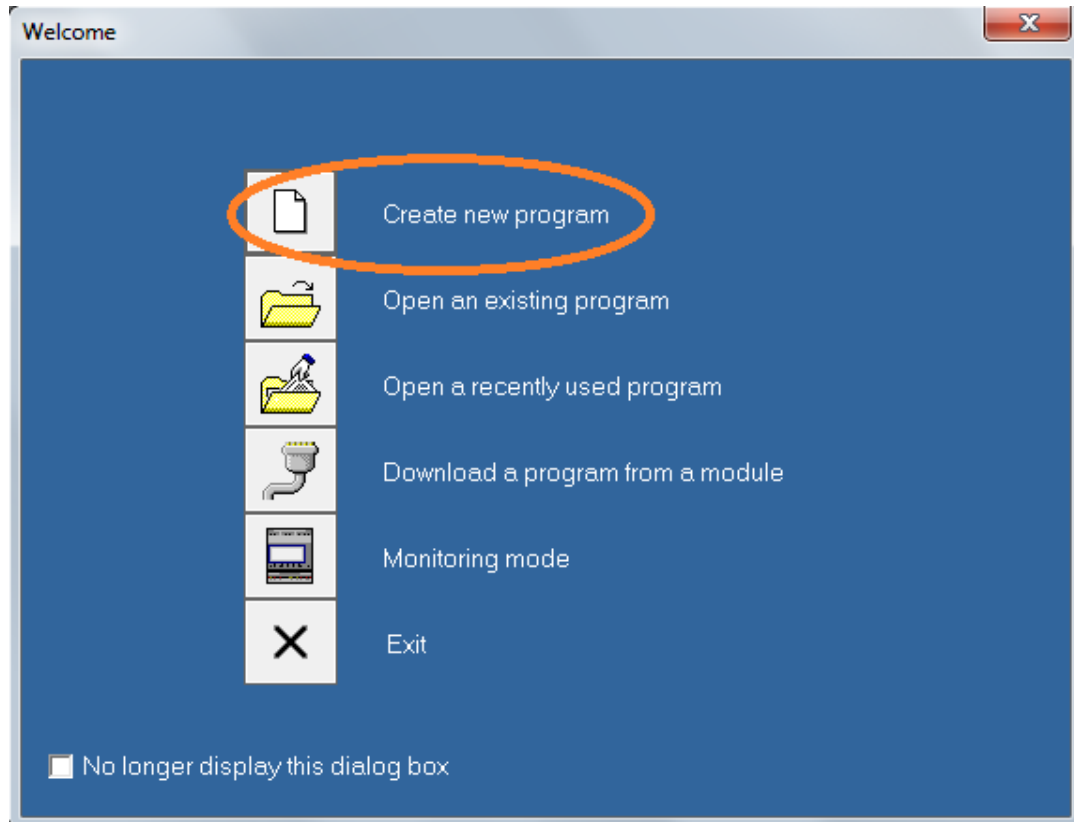 Welcome
Create new program
Open an existing program
Open a recently used program
Download a program from a module
Monitoring mode
Exit
No longer display this dialog box